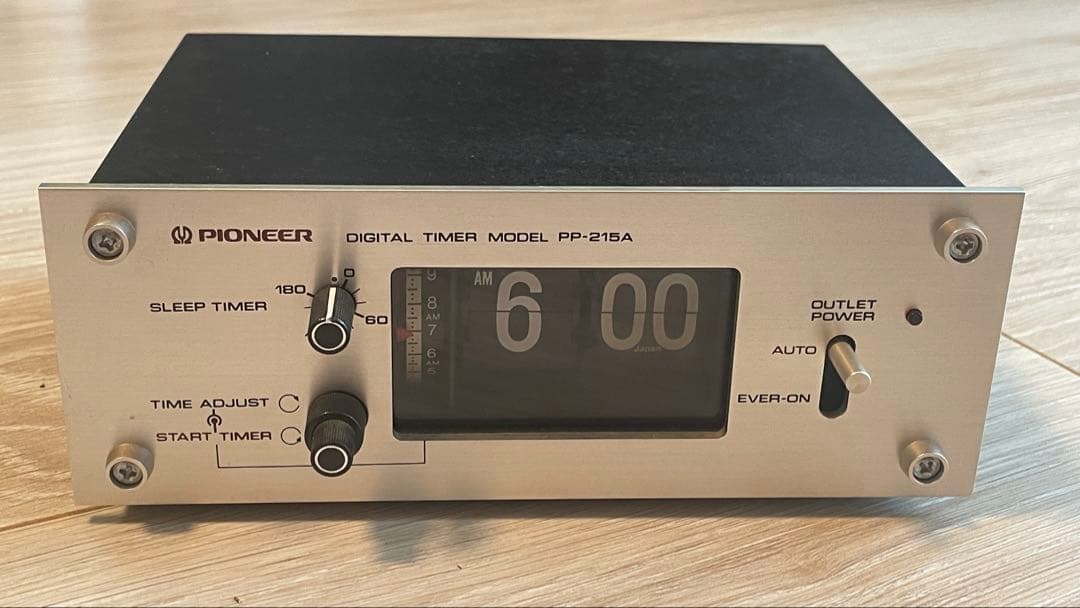 PIONEER
DIGITAL TIMER MODEL PP-215A
SLEEP TIMER
180
0
60
TIME ADJUST
START TIMER
9
8
AM
7
6
AM
AM
6
00
Japan
OUTLET
POWER
AUTO
EVER-ON